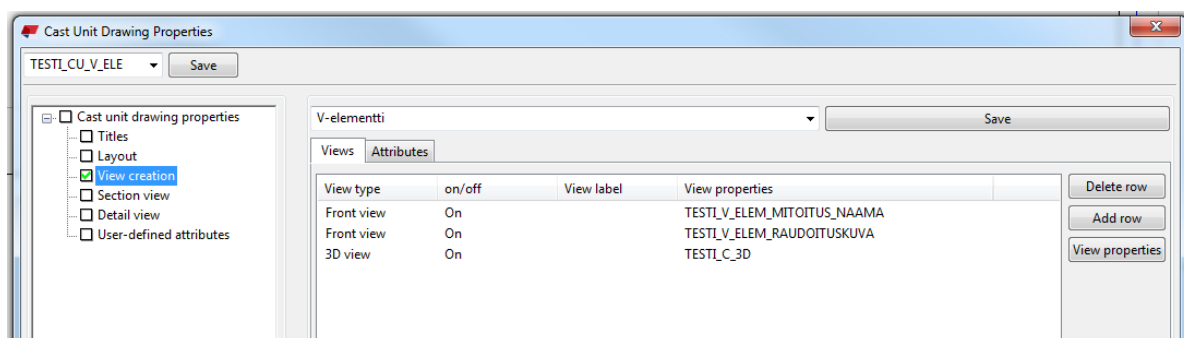 Cast Unit Drawing Properties
TESTI_CU_V_ELE Save
Cast unit drawing properties
Titles
Layout
View creation
Section view
Detail view
User-defined attributes
V-elementti Save
Views Attributes
View type on/off View label View properties
Front view On TESTI_V_ELEM_MITOITUS_NAAMA
Front view On TESTI_V_ELEM_RAUDOITUSKUVA
3D view On TESTI_C_3D
Delete row
Add row
View properties